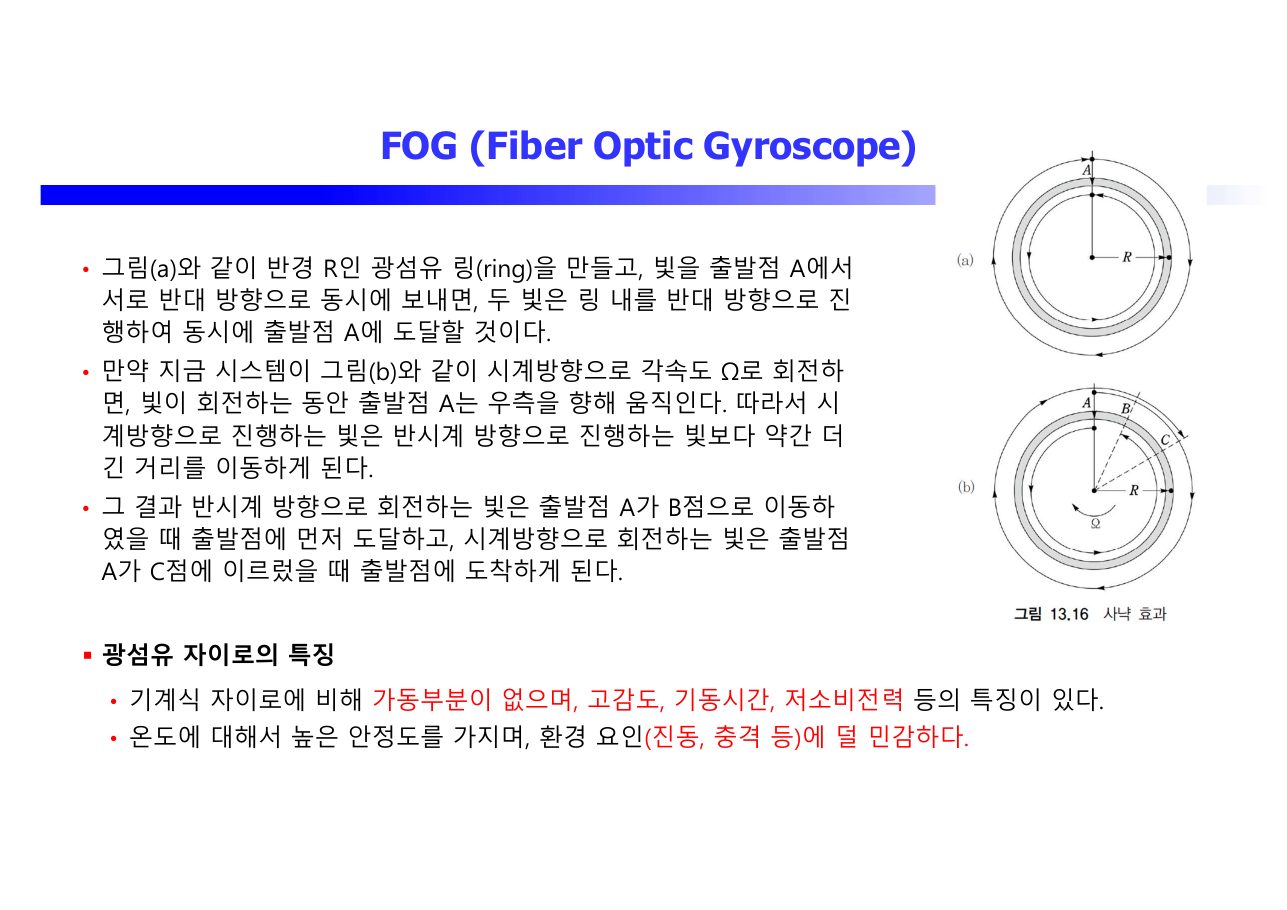 FOG (Fiber Optic Gyroscope)
• 그림(a)와 같이 반경 R인 광섬유 링(ring)을 만들고, 빛을 출발점 A에서
서로 반대 방향으로 동시에 보내면, 두 빛은 링 내를 반대 방향으로 진
행하여 동시에 출발점 A에 도달할 것이다.
• 만약 지금 시스템이 그림(b)와 같이 시계방향으로 각속도 Ω로 회전하
면, 빛이 회전하는 동안 출발점 A는 우측을 향해 움직인다. 따라서 시
계방향으로 진행하는 빛은 반시계 방향으로 진행하는 빛보다 약간 더
긴 거리를 이동하게 된다.
• 그 결과 반시계 방향으로 회전하는 빛은 출발점 A가 B점으로 이동하
였을 때 출발점에 먼저 도달하고, 시계방향으로 회전하는 빛은 출발점
A가 C점에 이르렀을 때 출발점에 도착하게 된다.
(a)
A
R
(b)
A
B
C
R
Ω
그림 13.16 사냑 효과
▪ 광섬유 자이로의 특징
• 기계식 자이로에 비해 가동부분이 없으며, 고감도, 기동시간, 저소비전력 등의 특징이 있다.
• 온도에 대해서 높은 안정도를 가지며, 환경 요인(진동, 충격 등)에 덜 민감하다.